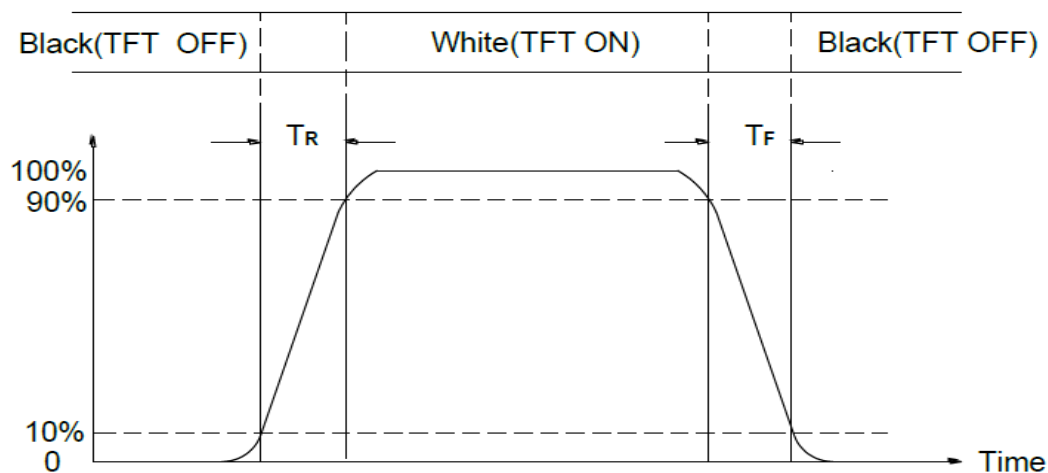 Black(TFT OFF) White(TFT ON) Black(TFT OFF)
TR TF
100%
90%
10%
0 Time